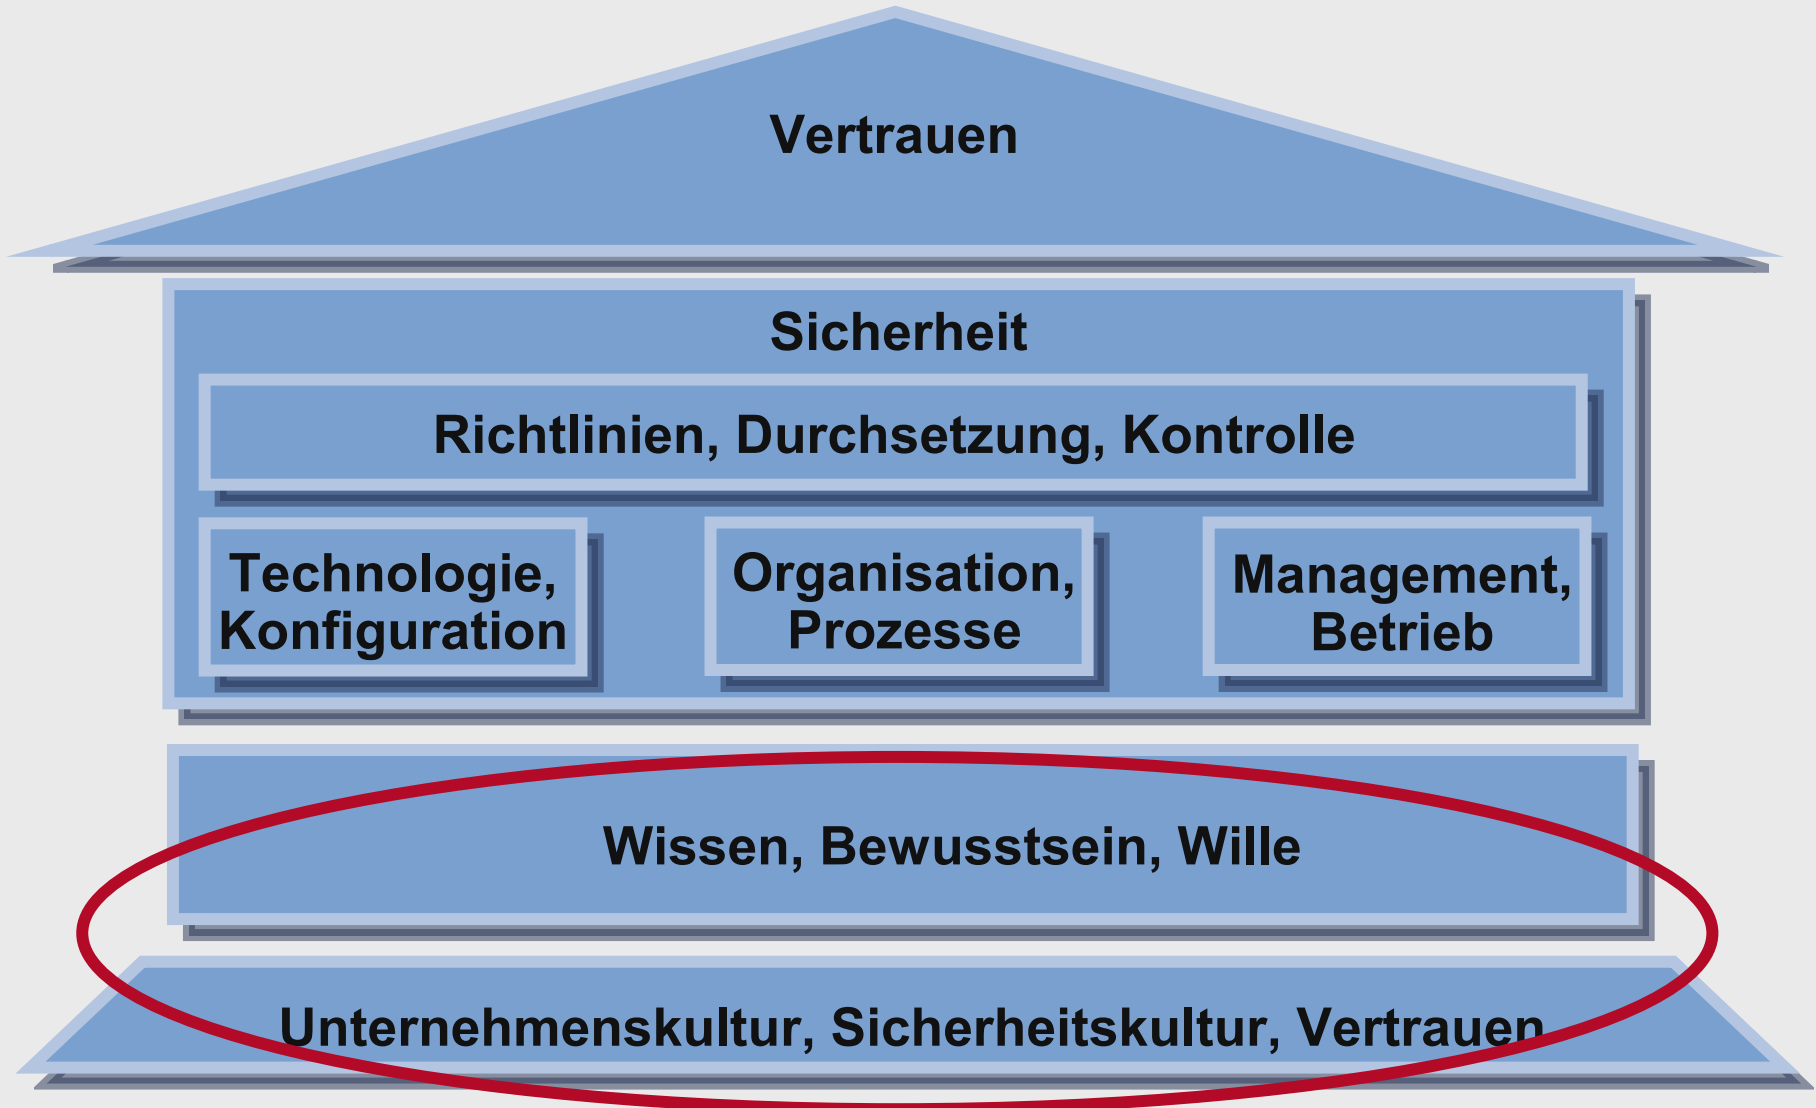 Vertrauen
Sicherheit
Richtlinien, Durchsetzung, Kontrolle
Technologie,
Konfiguration
Organisation,
Prozesse
Management,
Betrieb
Wissen, Bewusstsein, Wille
Unternehmenskultur, Sicherheitskultur, Vertrauen